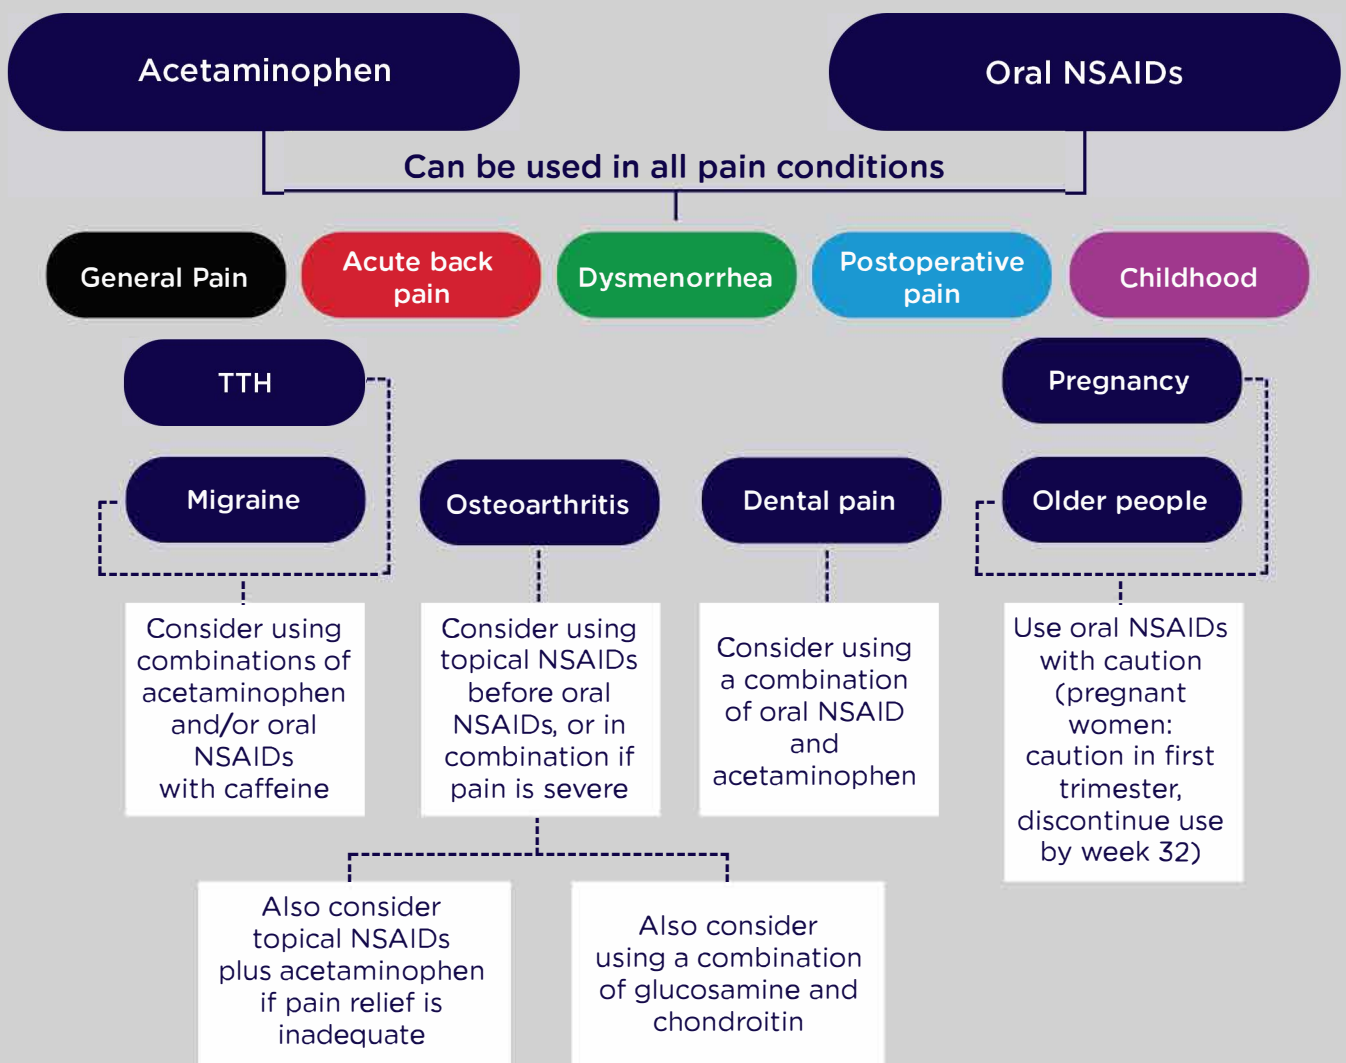 Acetaminophen
Oral NSAIDs
Can be used in all pain conditions
General Pain
Acute back
pain
Dysmenorrhea
Postoperative
pain
Childhood
TTH
Pregnancy
Migraine
Osteoarthritis
Dental pain
Older people
Consider using
combinations of
acetaminophen
and/or oral
NSAIDs
with caffeine
Consider using
topical NSAIDs
before oral
NSAIDs, or in
combination if
pain is severe
Consider using
a combination
of oral NSAID
and
acetaminophen
Use oral NSAIDs
with caution
(pregnant
women:
caution in first
trimester,
discontinue use
by week 32)
Also consider
topical NSAIDs
plus acetaminophen
if pain relief is
inadequate
Also consider
using a combination
of glucosamine and
chondroitin